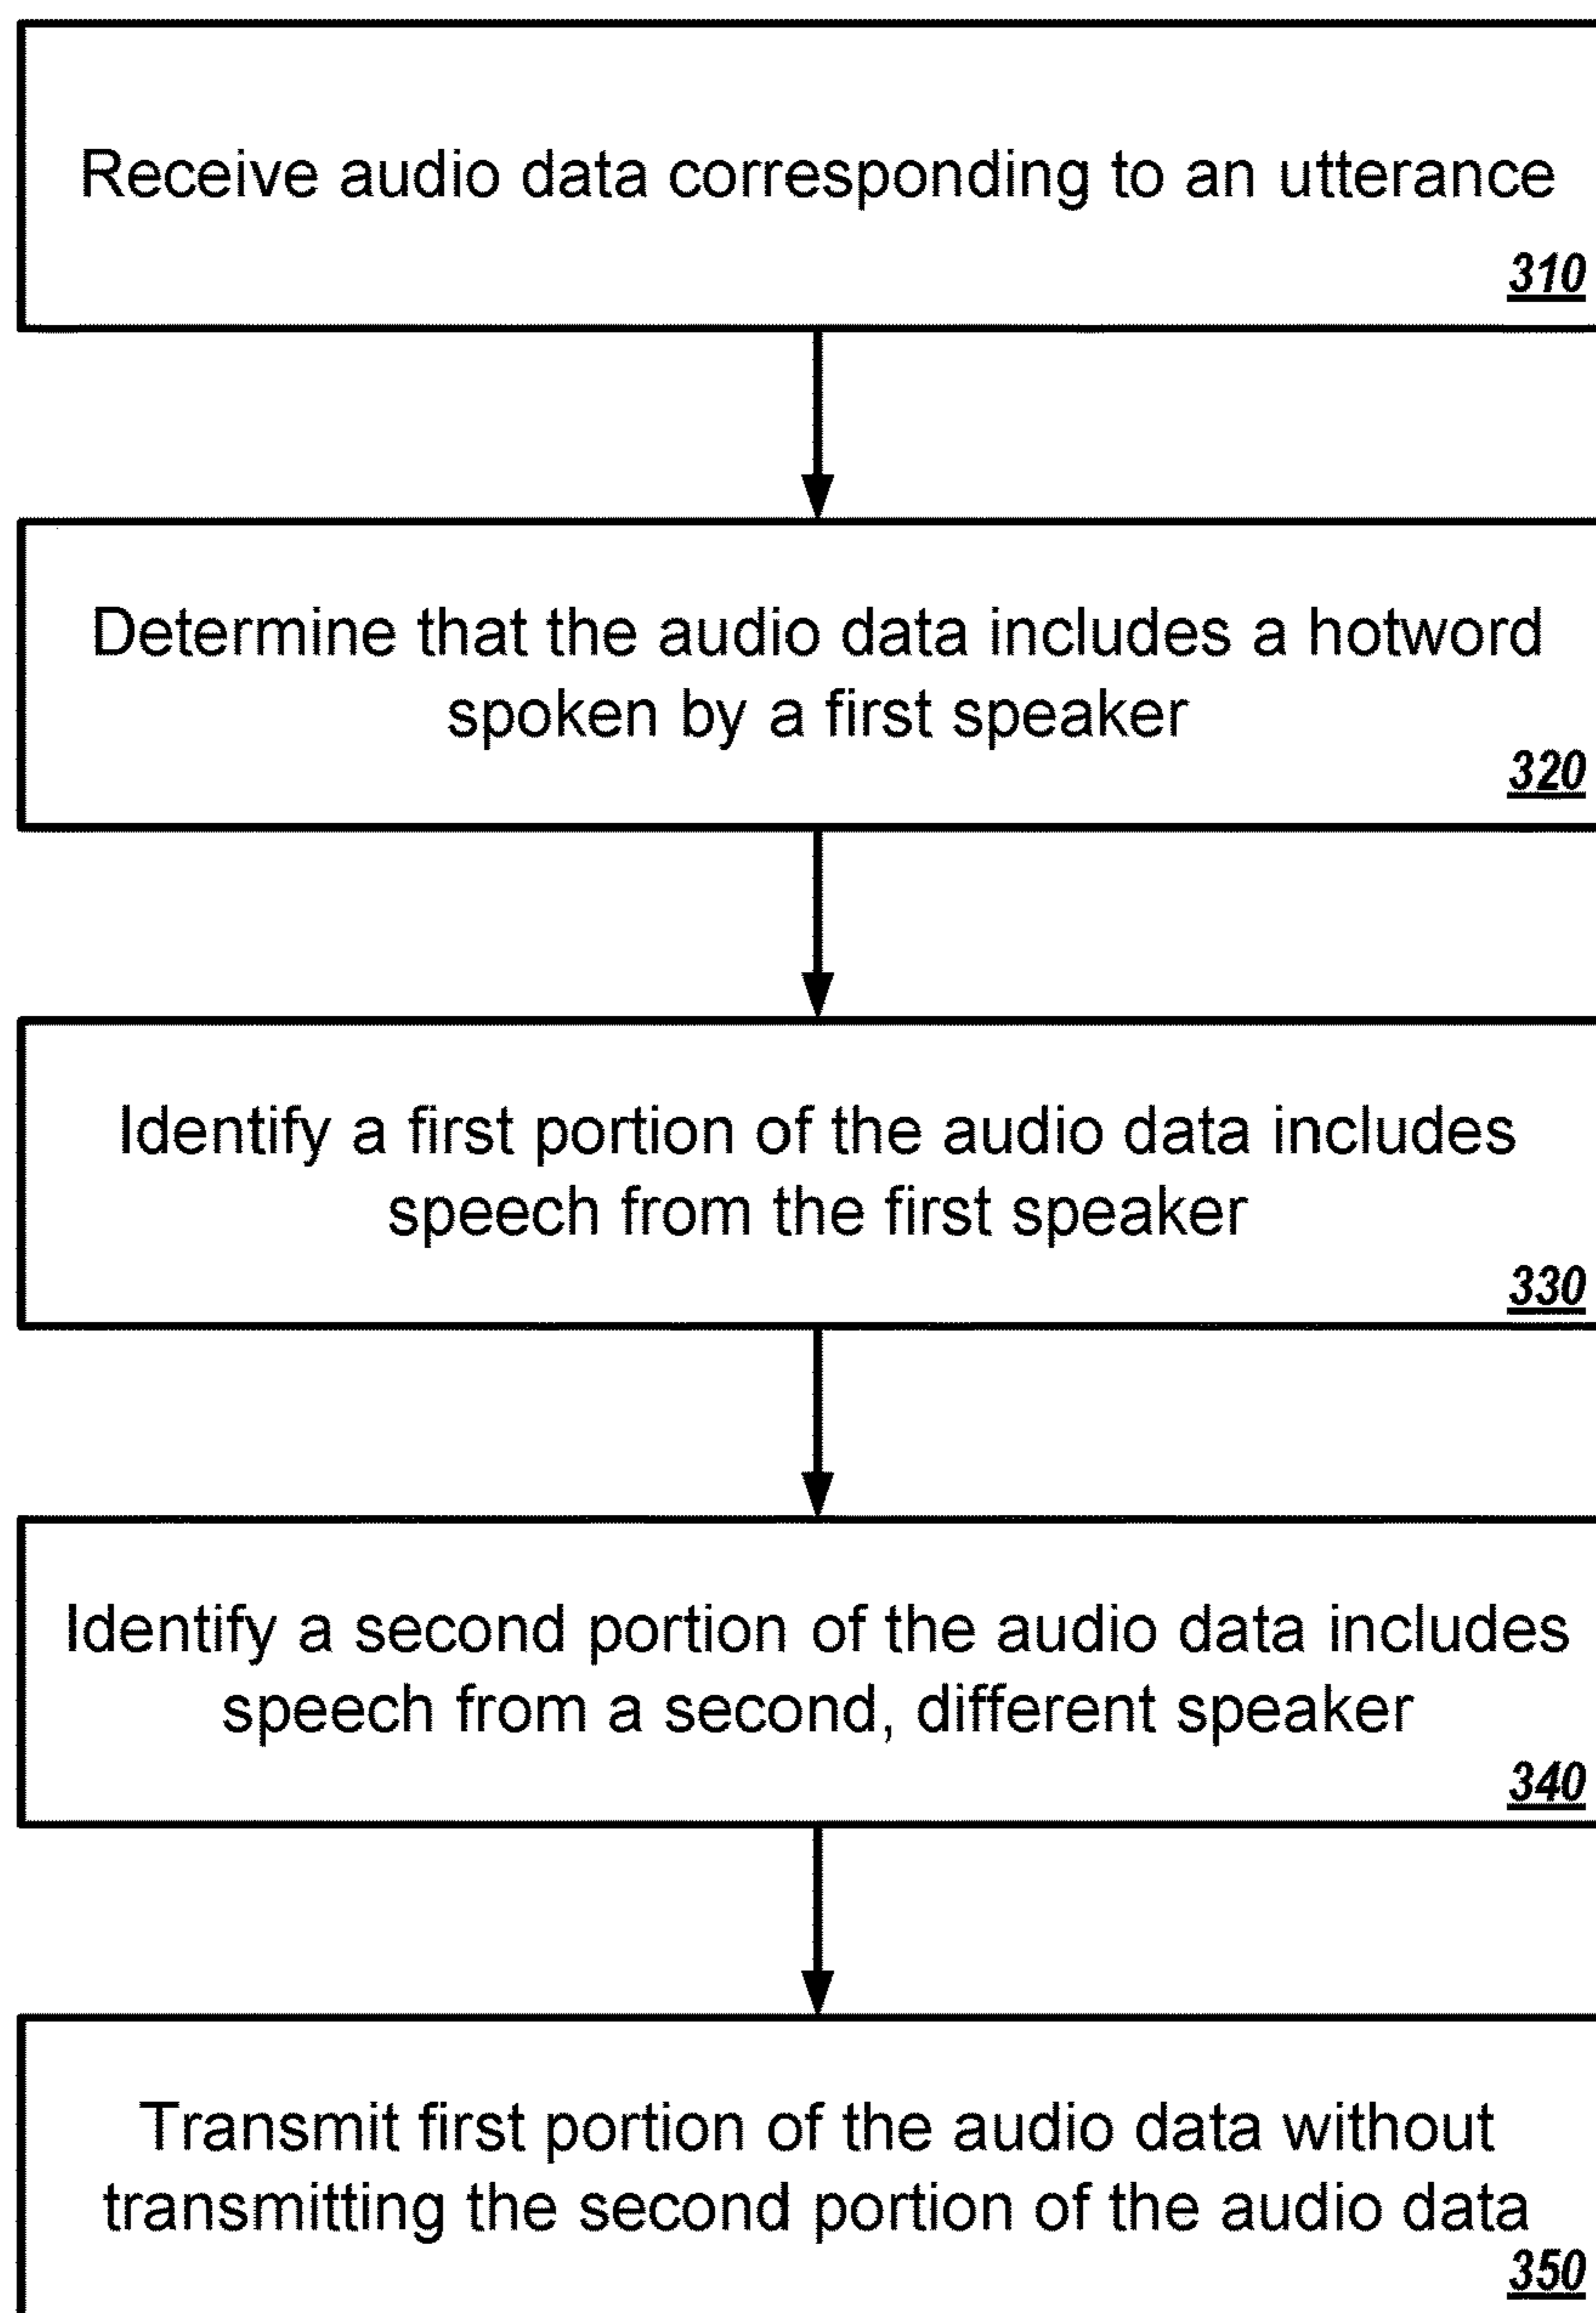 Receive audio data corresponding to an utterance
310
Determine that the audio data includes a hotword
spoken by a first speaker
320
Identify a first portion of the audio data includes
speech from the first speaker
330
Identify a second portion of the audio data includes
speech from a second, different speaker
340
Transmit first portion of the audio data without
transmitting the second portion of the audio data
350